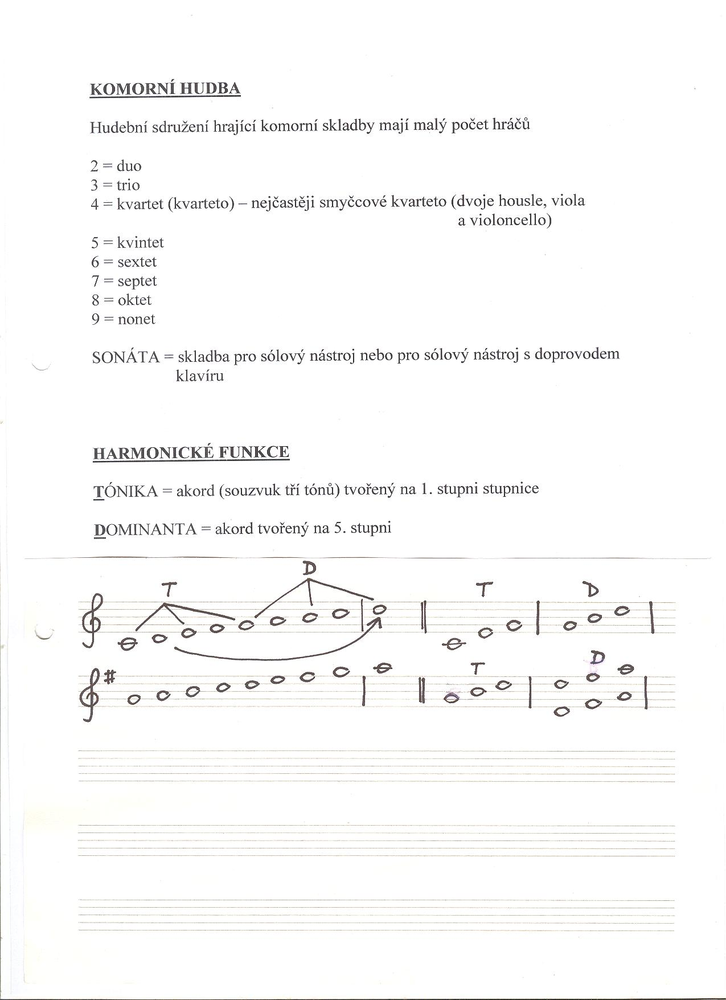 KOMORNÍ HUDBA
Hudební sdružení hrající komorní skladby mají malý počet hráčů
2 = duo
3 = trio
4 = kvartet (kvarteto) – nejčastěji smyčcové kvarteto (dvoje housle, viola
a violoncello)
5 = kvintet
6 = sextet
7 = septet
8 = oktet
9 = nonet
SONÁTA = skladba pro sólový nástroj nebo pro sólový nástroj s doprovodem
klavíru
HARMONICKÉ FUNKCE
TÓNIKA = akord (souzvuk tří tónů) tvořený na 1. stupni stupnice
DOMINANTA = akord tvořený na 5. stupni
T D T D
T D